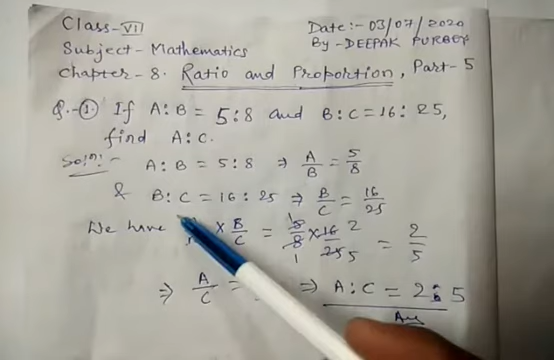 Class-VI
Date:- 03/07/2020
Subject- Mathematics
By- DEEPAK PURBEY
Chapter-8. Ratio and Proportion, Part-5
Q.-① If A:B = 5:8 and B:C=16:25,
find A:C.
Soln:- A:B = 5:8 ⇒ A/B = 5/8
& B:C = 16:25 ⇒ B/C = 16/25
We have × B/C = 5/8 × 16/25 = 2/5
⇒ A/C = ⇒ A:C = 2:5
Ans